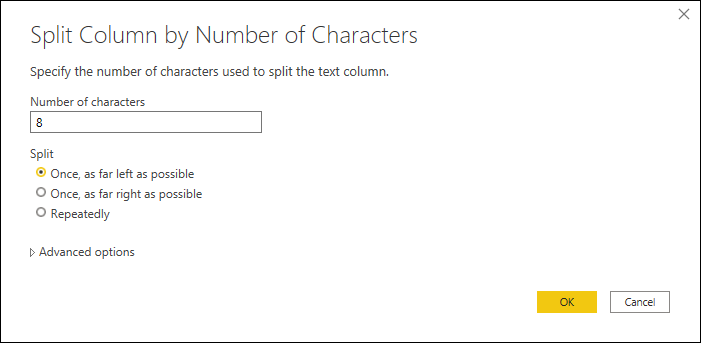 Split Column by Number of Characters
Specify the number of characters used to split the text column.
Number of characters
8
Split
Once, as far left as possible
Once, as far right as possible
Repeatedly
Advanced options
OK
Cancel